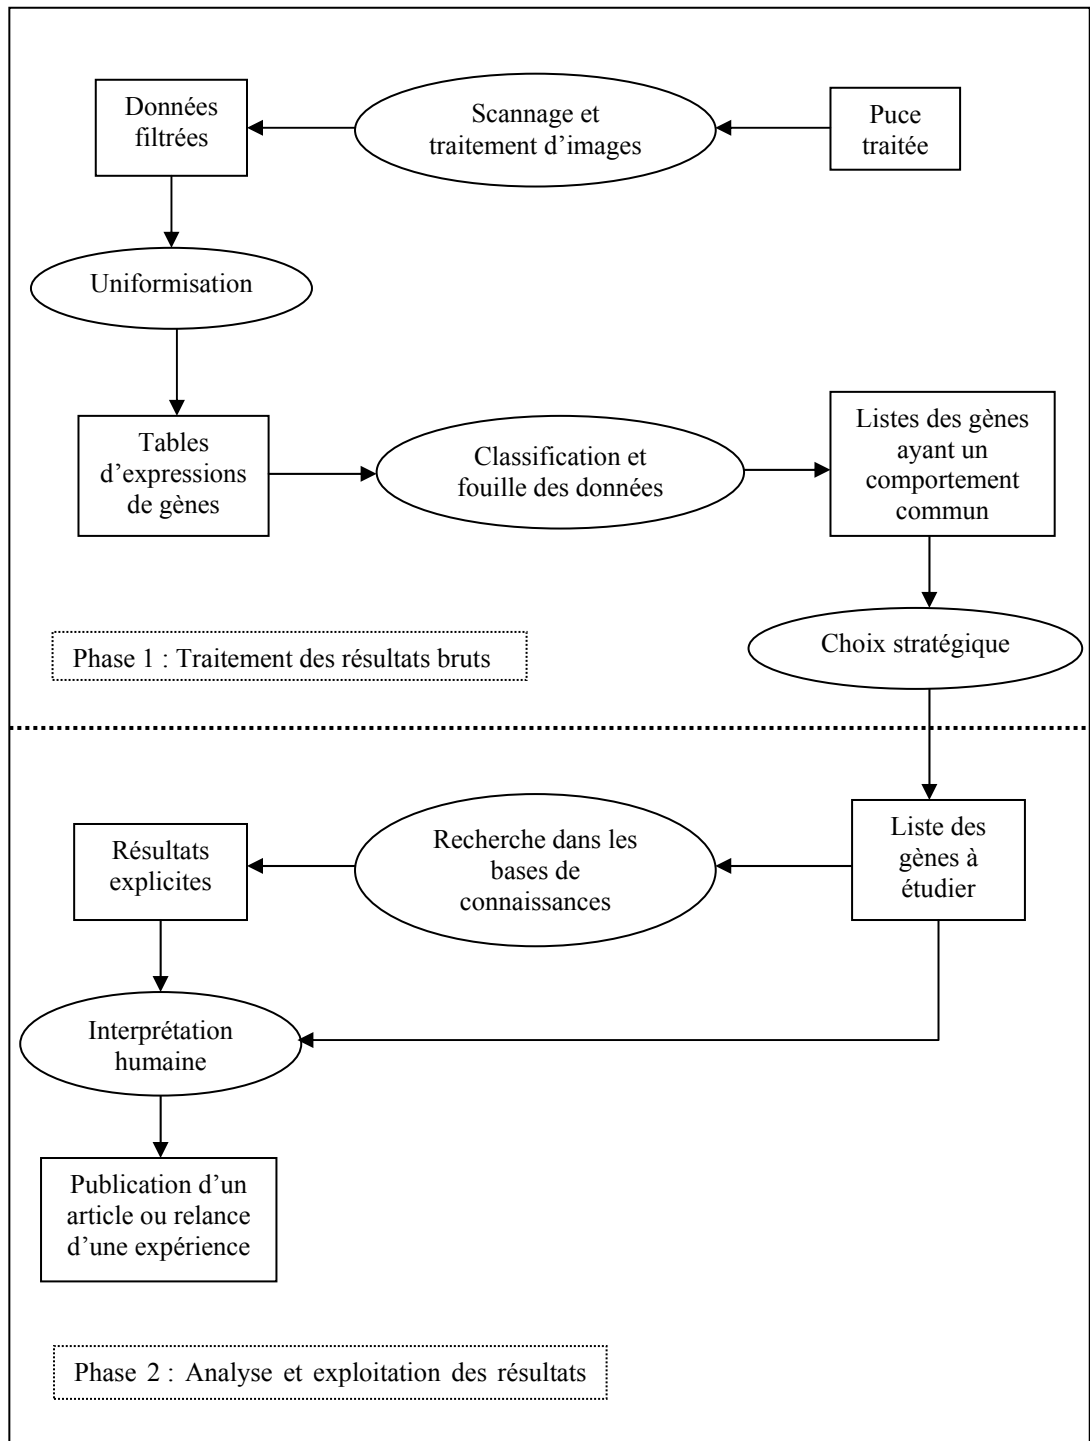 Données
filtrées
Scannage et
traitement d’images
Puce
traitée
Uniformisation
Tables
d’expressions
de gènes
Classification et
fouille des données
Listes des gènes
ayant un
comportement
commun
Choix stratégique
Phase 1 : Traitement des résultats bruts
Résultats
explicites
Recherche dans les
bases de
connaissances
Liste des
gènes à
étudier
Interprétation
humaine
Publication d’un
article ou relance
d’une expérience
Phase 2 : Analyse et exploitation des résultats